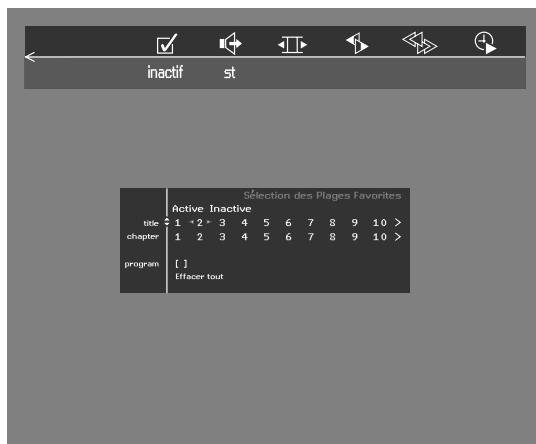 inactif st
Sélection des Plages Favorites
Active Inactive
title 1 2 3 4 5 6 7 8 9 10 >
chapter 1 2 3 4 5 6 7 8 9 10 >
program [ ]
Effacer tout